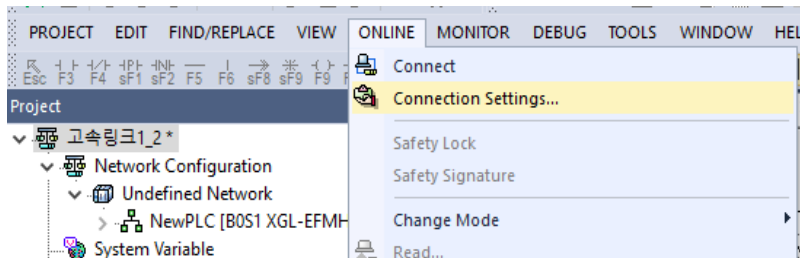 PROJECT EDIT FIND/REPLACE VIEW ONLINE MONITOR DEBUG TOOLS WINDOW HEL
Esc F3 F4 sF1 sF2 F5 F6 sF8 sF9 F9
Connect
Connection Settings...
Project
고속링크1_2 *
Safety Lock
Network Configuration
Safety Signature
Undefined Network
NewPLC [B0S1 XGL-EFMH
Change Mode
System Variable
Read...